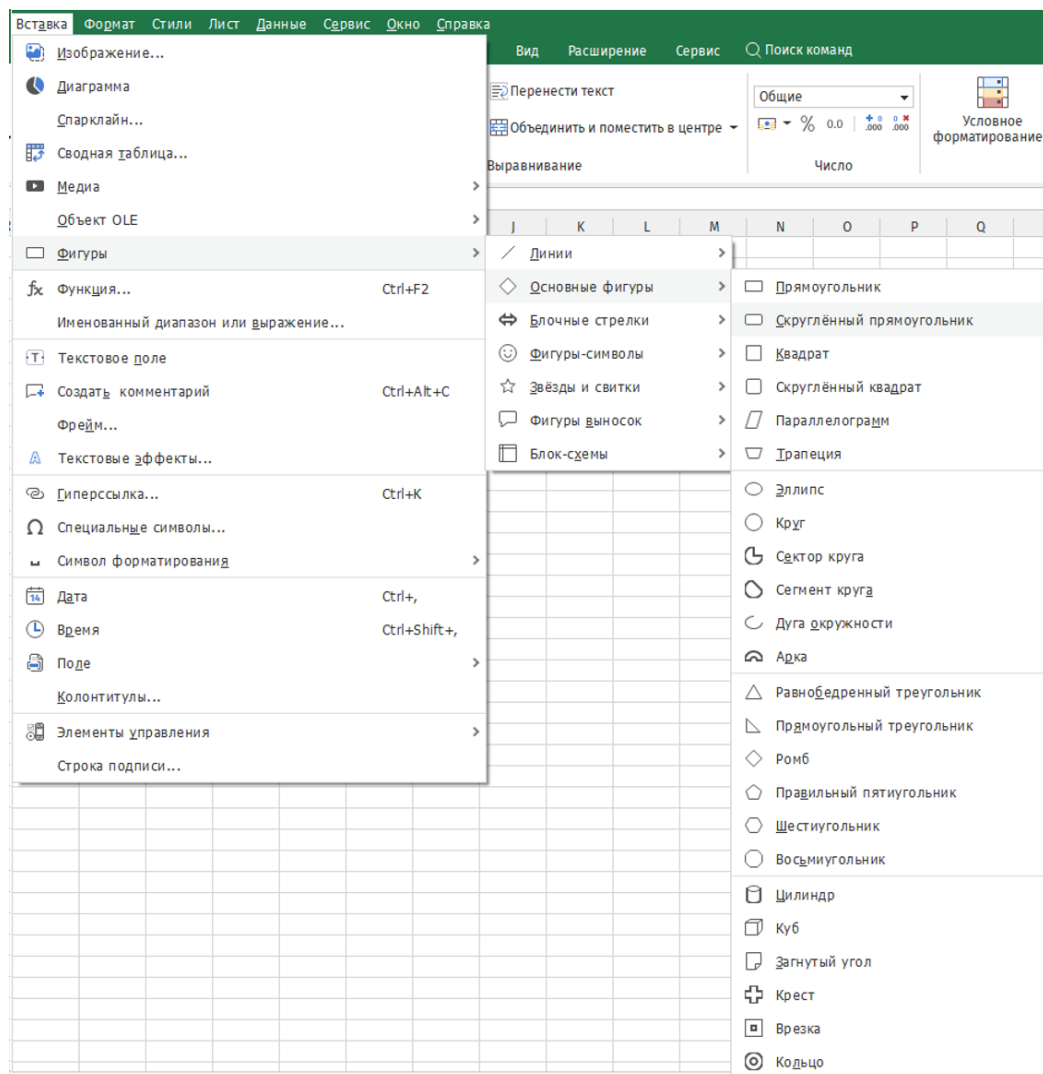 Вставка Формат Стили Лист Данные Сервис Окно Справка
Вид Расширение Сервис Поиск команд
Перенести текст
Объединить и поместить в центре
Выравнивание
Общие
% 0.0 .000 .000
Число
Условное
форматирование
J K L M N O P Q
Изображение...
Диаграмма
Спарклайн...
Сводная таблица...
Медиа
Объект OLE
Фигуры
Функция... Ctrl+F2
Именованный диапазон или выражение...
Текстовое поле
Создать комментарий Ctrl+Alt+C
Фрейм...
Текстовые эффекты...
Гиперссылка... Ctrl+K
Специальные символы...
Символ форматирования
Дата Ctrl+,
Время Ctrl+Shift+,
Поле
Колонтитулы...
Элементы управления
Строка подписи...
Линии
Основные фигуры
Блочные стрелки
Фигуры-символы
Звёзды и свитки
Фигуры выносок
Блок-схемы
Прямоугольник
Скруглённый прямоугольник
Квадрат
Скруглённый квадрат
Параллелограмм
Трапеция
Эллипс
Круг
Сектор круга
Сегмент круга
Дуга окружности
Арка
Равнобедренный треугольник
Прямоугольный треугольник
Ромб
Правильный пятиугольник
Шестиугольник
Восьмиугольник
Цилиндр
Куб
Загнутый угол
Крест
Врезка
Кольцо